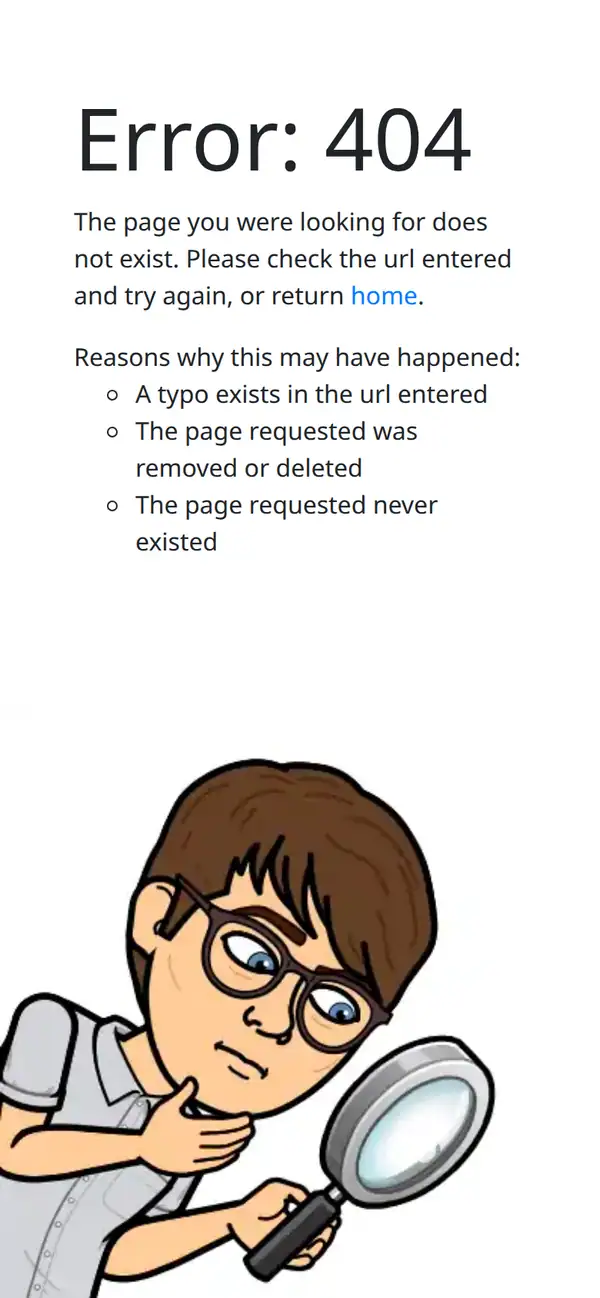 Error: 404
The page you were looking for does
not exist. Please check the url entered
and try again, or return home.
Reasons why this may have happened:
A typo exists in the url entered
The page requested was
removed or deleted
The page requested never
existed